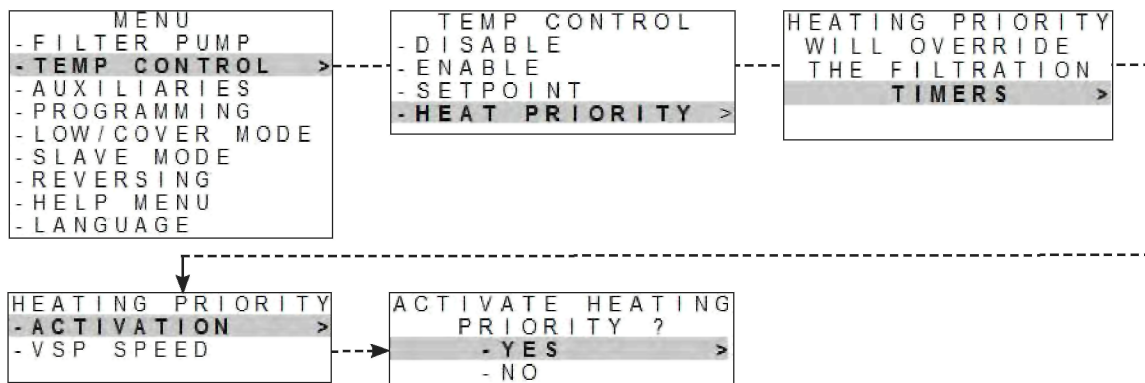 MENU
-FILTER PUMP
-TEMP CONTROL >
-AUXILIARIES
-PROGRAMMING
-LOW/COVER MODE
-SLAVE MODE
-REVERSING
-HELP MENU
-LANGUAGE
TEMP CONTROL
-DISABLE
-ENABLE
-SETPOINT
-HEAT PRIORITY >
HEATING PRIORITY
WILL OVERRIDE
THE FILTRATION
TIMERS >
HEATING PRIORITY
-ACTIVATION >
-VSP SPEED
ACTIVATE HEATING
PRIORITY ?
-YES >
-NO